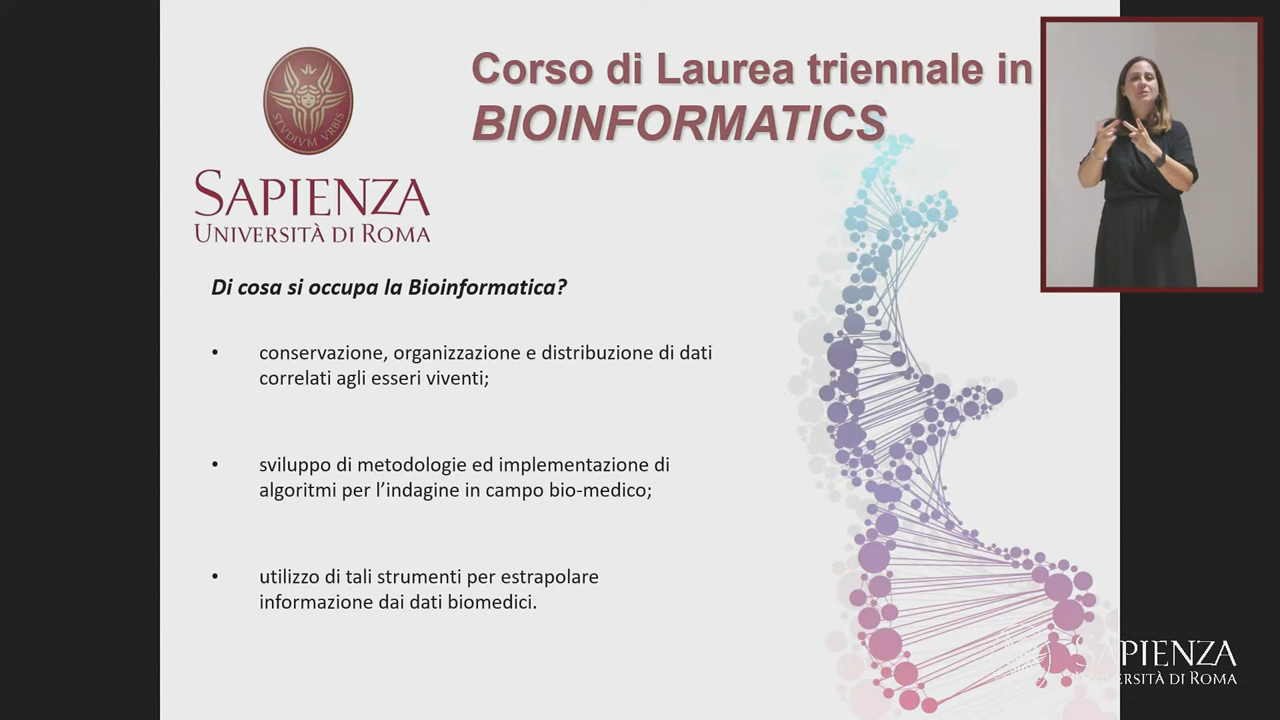 Corso di Laurea triennale in
BIOINFORMATICS
STVDIVM VRBIS
SAPIENZA
UNIVERSITÀ DI ROMA
Di cosa si occupa la Bioinformatica?
• conservazione, organizzazione e distribuzione di dati
correlati agli esseri viventi;
• sviluppo di metodologie ed implementazione di
algoritmi per l’indagine in campo bio-medico;
• utilizzo di tali strumenti per estrapolare
informazione dai dati biomedici.
SAPIENZA
UNIVERSITÀ DI ROMA